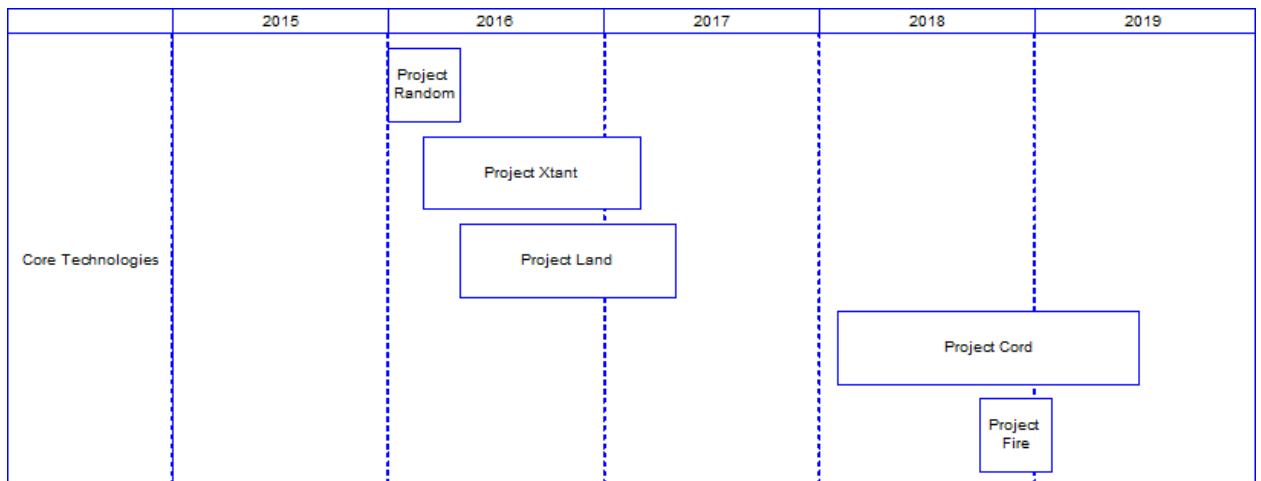 2015 2016 2017 2018 2019
Project
Random
Project Xtant
Core Technologies
Project Land
Project Cord
Project
Fire